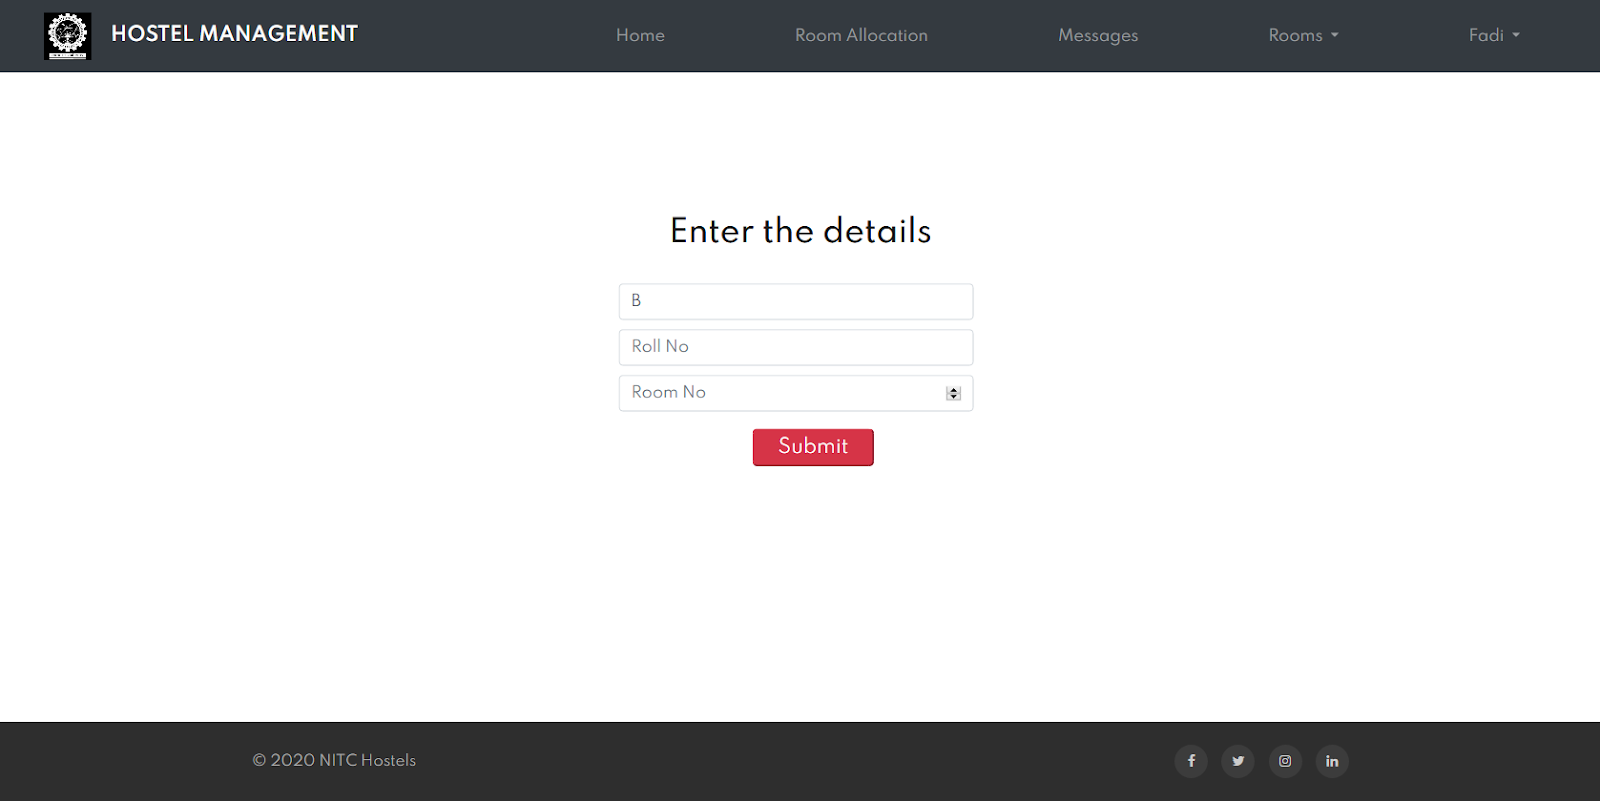 HOSTEL MANAGEMENT
Home
Room Allocation
Messages
Rooms
Fadi
Enter the details
B
Roll No
Room No
Submit
© 2020 NITC Hostels